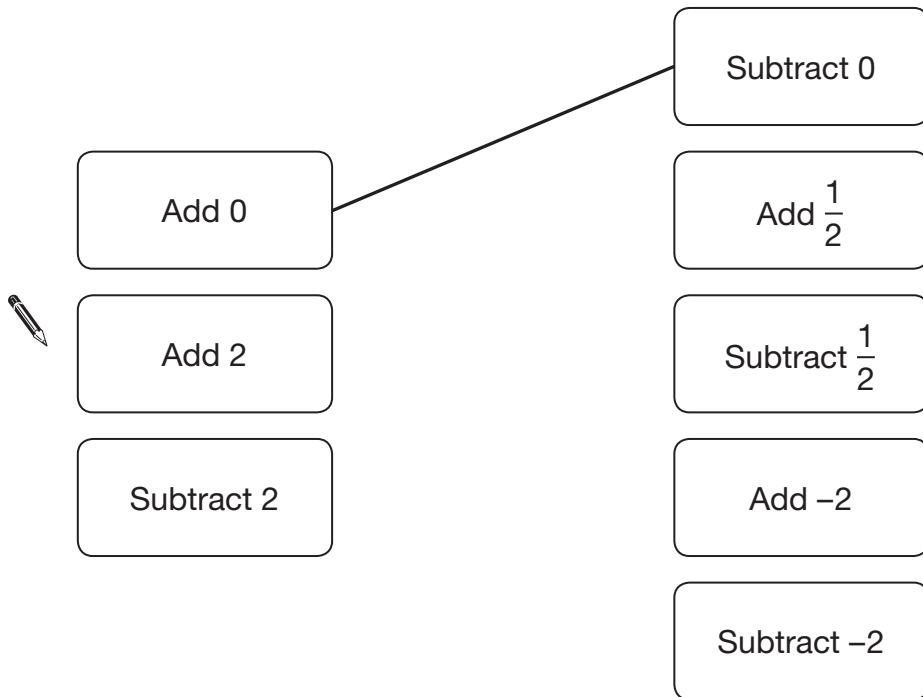 Subtract 0
Add 0
Add 1/2
Add 2
Subtract 1/2
Subtract 2
Add –2
Subtract –2